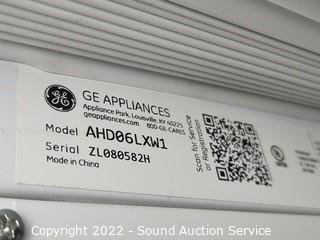 GE APPLIANCES
Appliance Park, Louisville, KY 40225
geappliances.com 800-GE-CARES
Model AHD06LXW1
Serial ZL080582H
Made in China
Scan for Service
or Registration
Copyright 2022 - Sound Auction Service